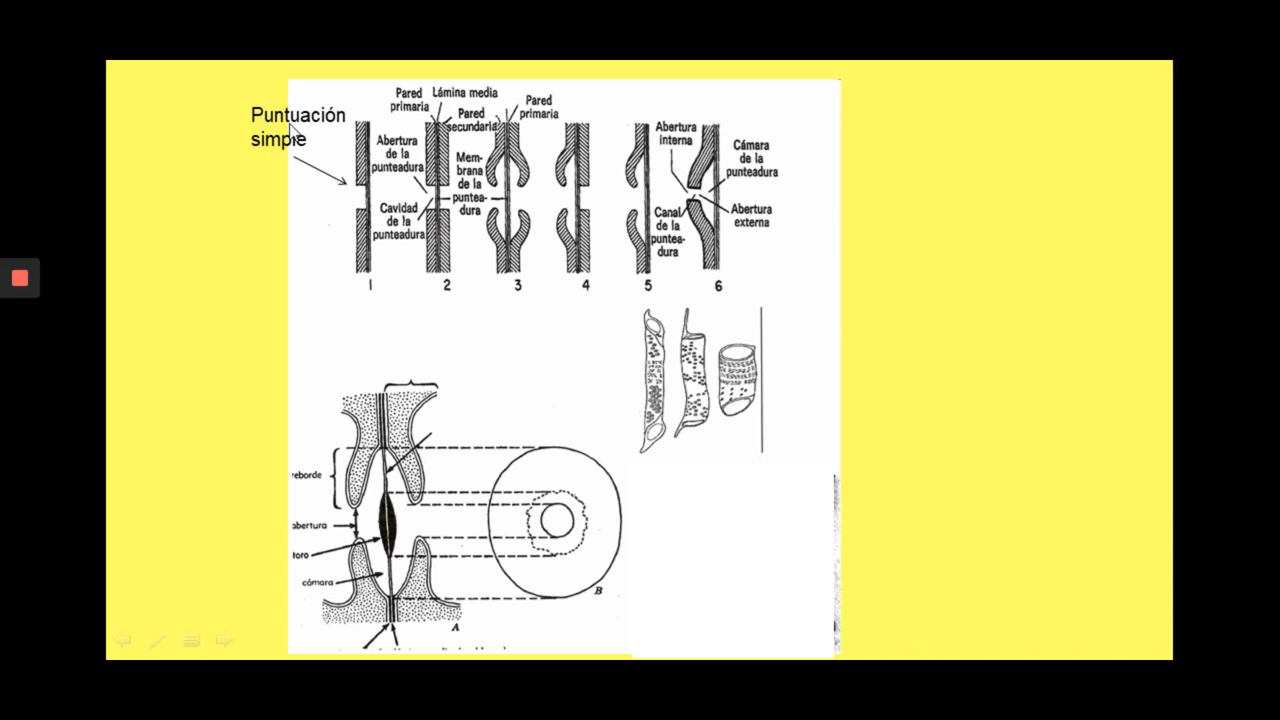 Puntuación
simple
Pared
primaria
Lámina media
Pared
secundaria
Pared
primaria
Abertura
de la
punteadura
Mem-
brana
de la
puntea-
dura
Cavidad
de la
punteadura
Abertura
interna
Cámara
de la
punteadura
Canal
de la
puntea-
dura
Abertura
externa
1 2 3 4 5 6
reborde
abertura
toro
cámara
A
B